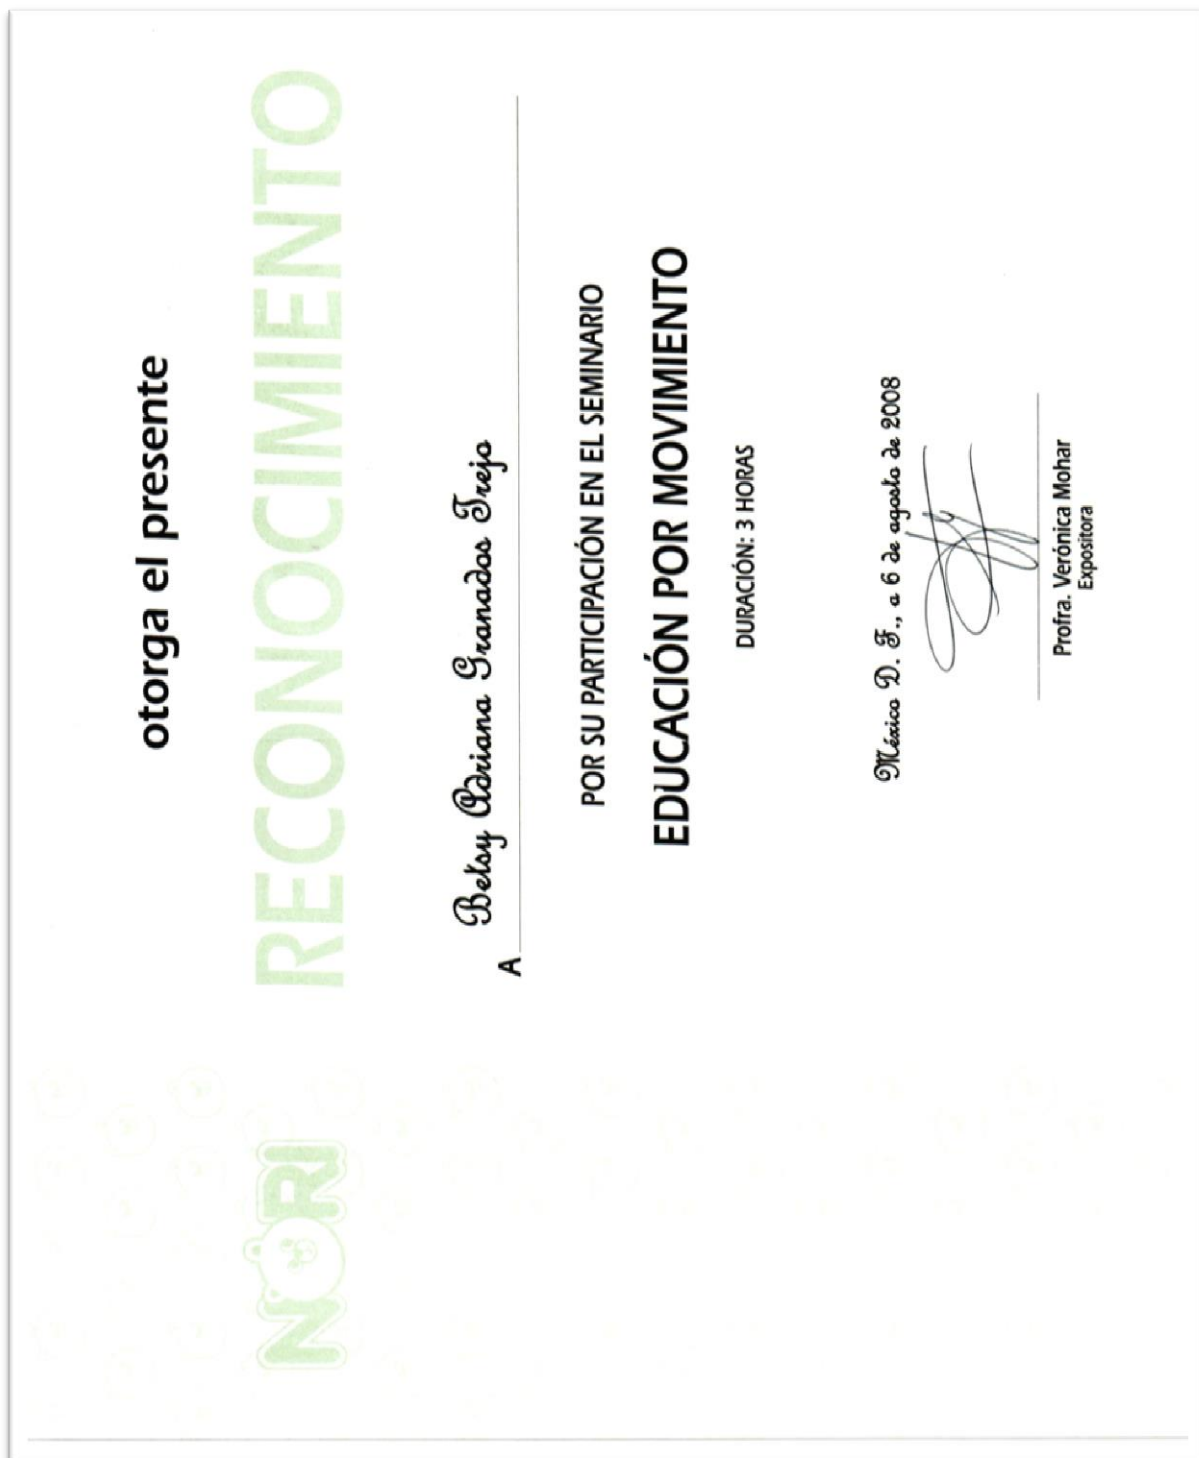 otorga el presente
NORI
RECONOCIMIENTO
A Betsy Adriana Granados Trejo
POR SU PARTICIPACIÓN EN EL SEMINARIO
EDUCACIÓN POR MOVIMIENTO
DURACIÓN: 3 HORAS
México D. F., a 6 de agosto de 2008
Profra. Verónica Mohar
Expositora